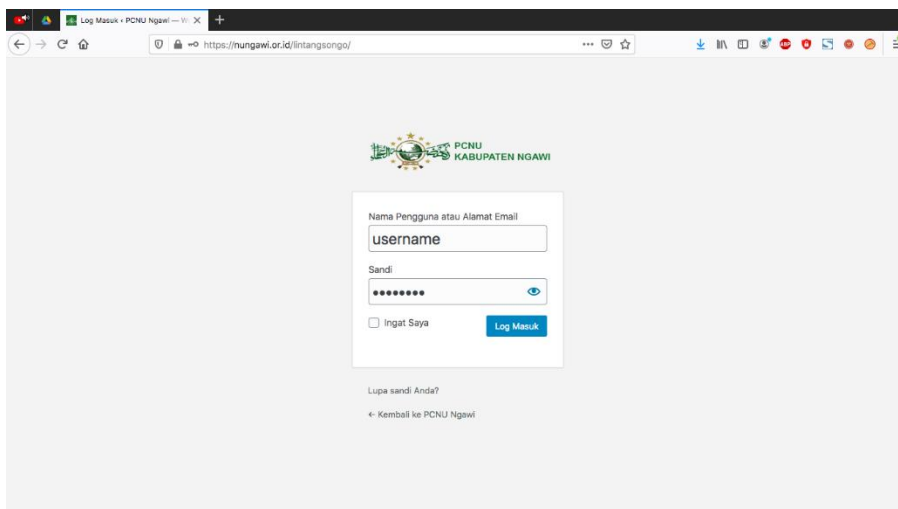 Log Masuk ‹ PCNU Ngawi — W
https://nungawi.or.id/lintangsongo/
ABP
PCNU
KABUPATEN NGAWI
Nama Pengguna atau Alamat Email
username
Sandi
Ingat Saya
Log Masuk
Lupa sandi Anda?
← Kembali ke PCNU Ngawi